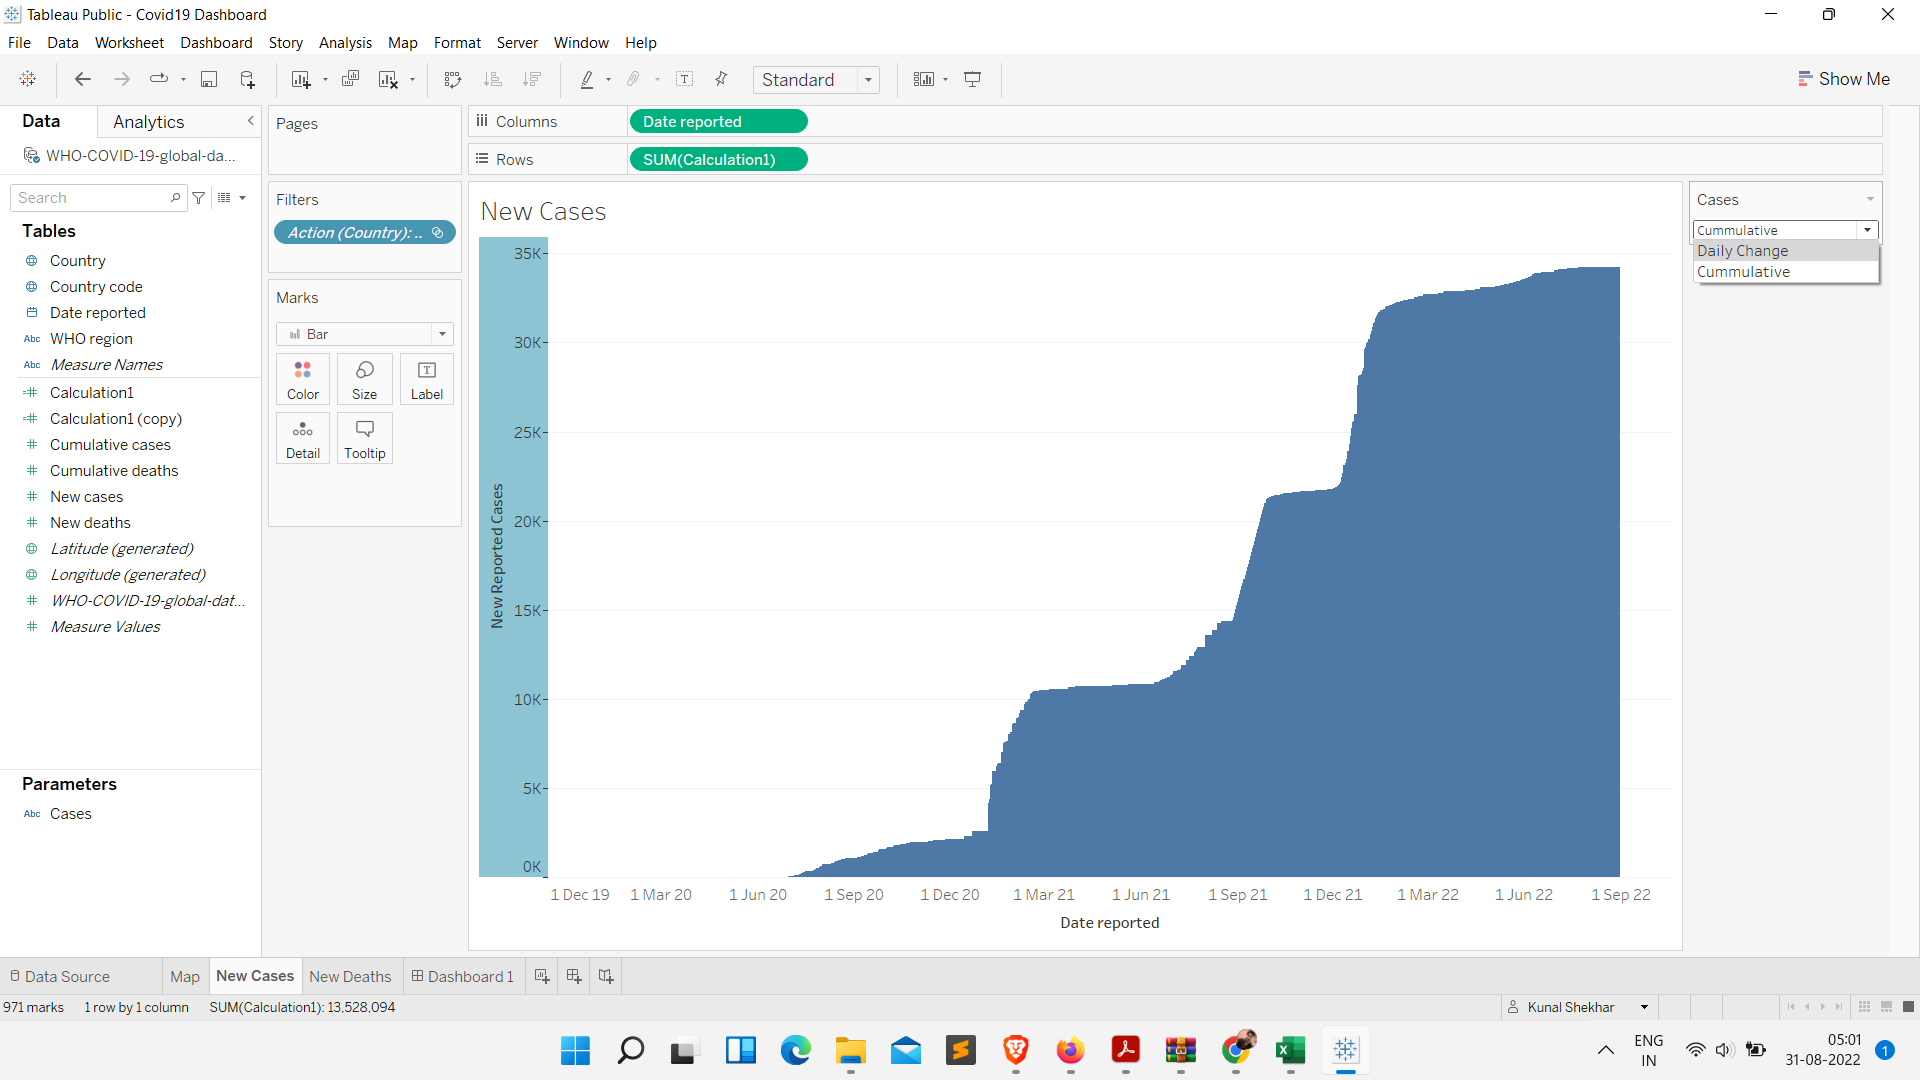 Tableau Public - Covid19 Dashboard
File Data Worksheet Dashboard Story Analysis Map Format Server Window Help
Standard
Show Me
Data Analytics
WHO-COVID-19-global-da...
Search
Tables
Country
Country code
Date reported
Abc WHO region
Abc Measure Names
Calculation1
Calculation1 (copy)
Cumulative cases
Cumulative deaths
New cases
New deaths
Latitude (generated)
Longitude (generated)
WHO-COVID-19-global-dat...
Measure Values
Parameters
Abc Cases
Pages
Filters
Action (Country): ..
Marks
Bar
Color Size Label
Detail Tooltip
Columns Date reported
Rows SUM(Calculation1)
New Cases
New Reported Cases
35K
30K
25K
20K
15K
10K
5K
0K
1 Dec 19 1 Mar 20 1 Jun 20 1 Sep 20 1 Dec 20 1 Mar 21 1 Jun 21 1 Sep 21 1 Dec 21 1 Mar 22 1 Jun 22 1 Sep 22
Date reported
Cases
Cummulative
Daily Change
Cummulative
Data Source Map New Cases New Deaths Dashboard 1
971 marks 1 row by 1 column SUM(Calculation1): 13,528,094
Kunal Shekhar
ENG
IN
05:01
31-08-2022
1